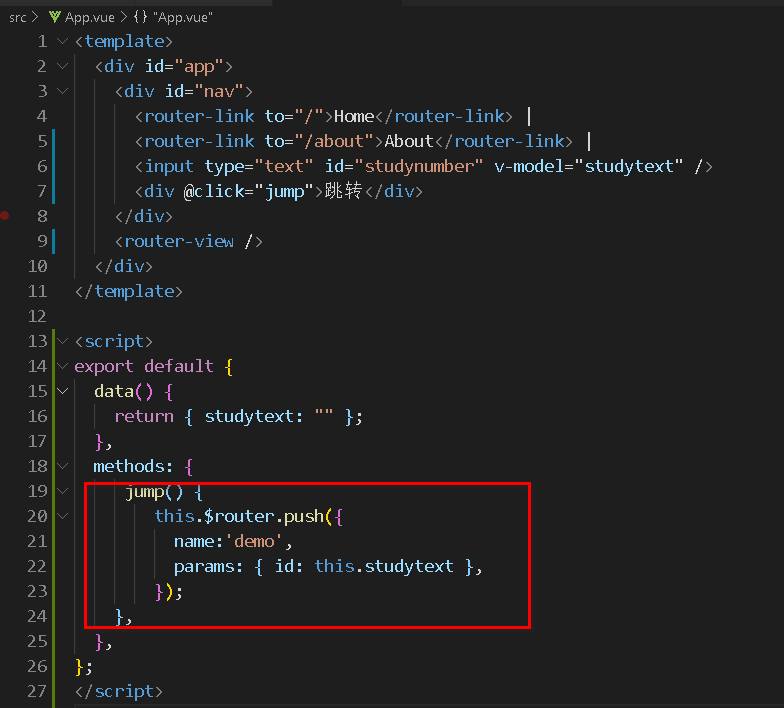 src > App.vue > {} "App.vue"
1 <template>
2 <div id="app">
3 <div id="nav">
4 <router-link to="/">Home</router-link> |
5 <router-link to="/about">About</router-link> |
6 <input type="text" id="studynumber" v-model="studytext" />
7 <div @click="jump">跳转</div>
8 </div>
9 <router-view />
10 </div>
11 </template>
12
13 <script>
14 export default {
15 data() {
16 return { studytext: "" };
17 },
18 methods: {
19 jump() {
20 this.$router.push({
21 name:'demo',
22 params: { id: this.studytext },
23 });
24 },
25 },
26 };
27 </script>